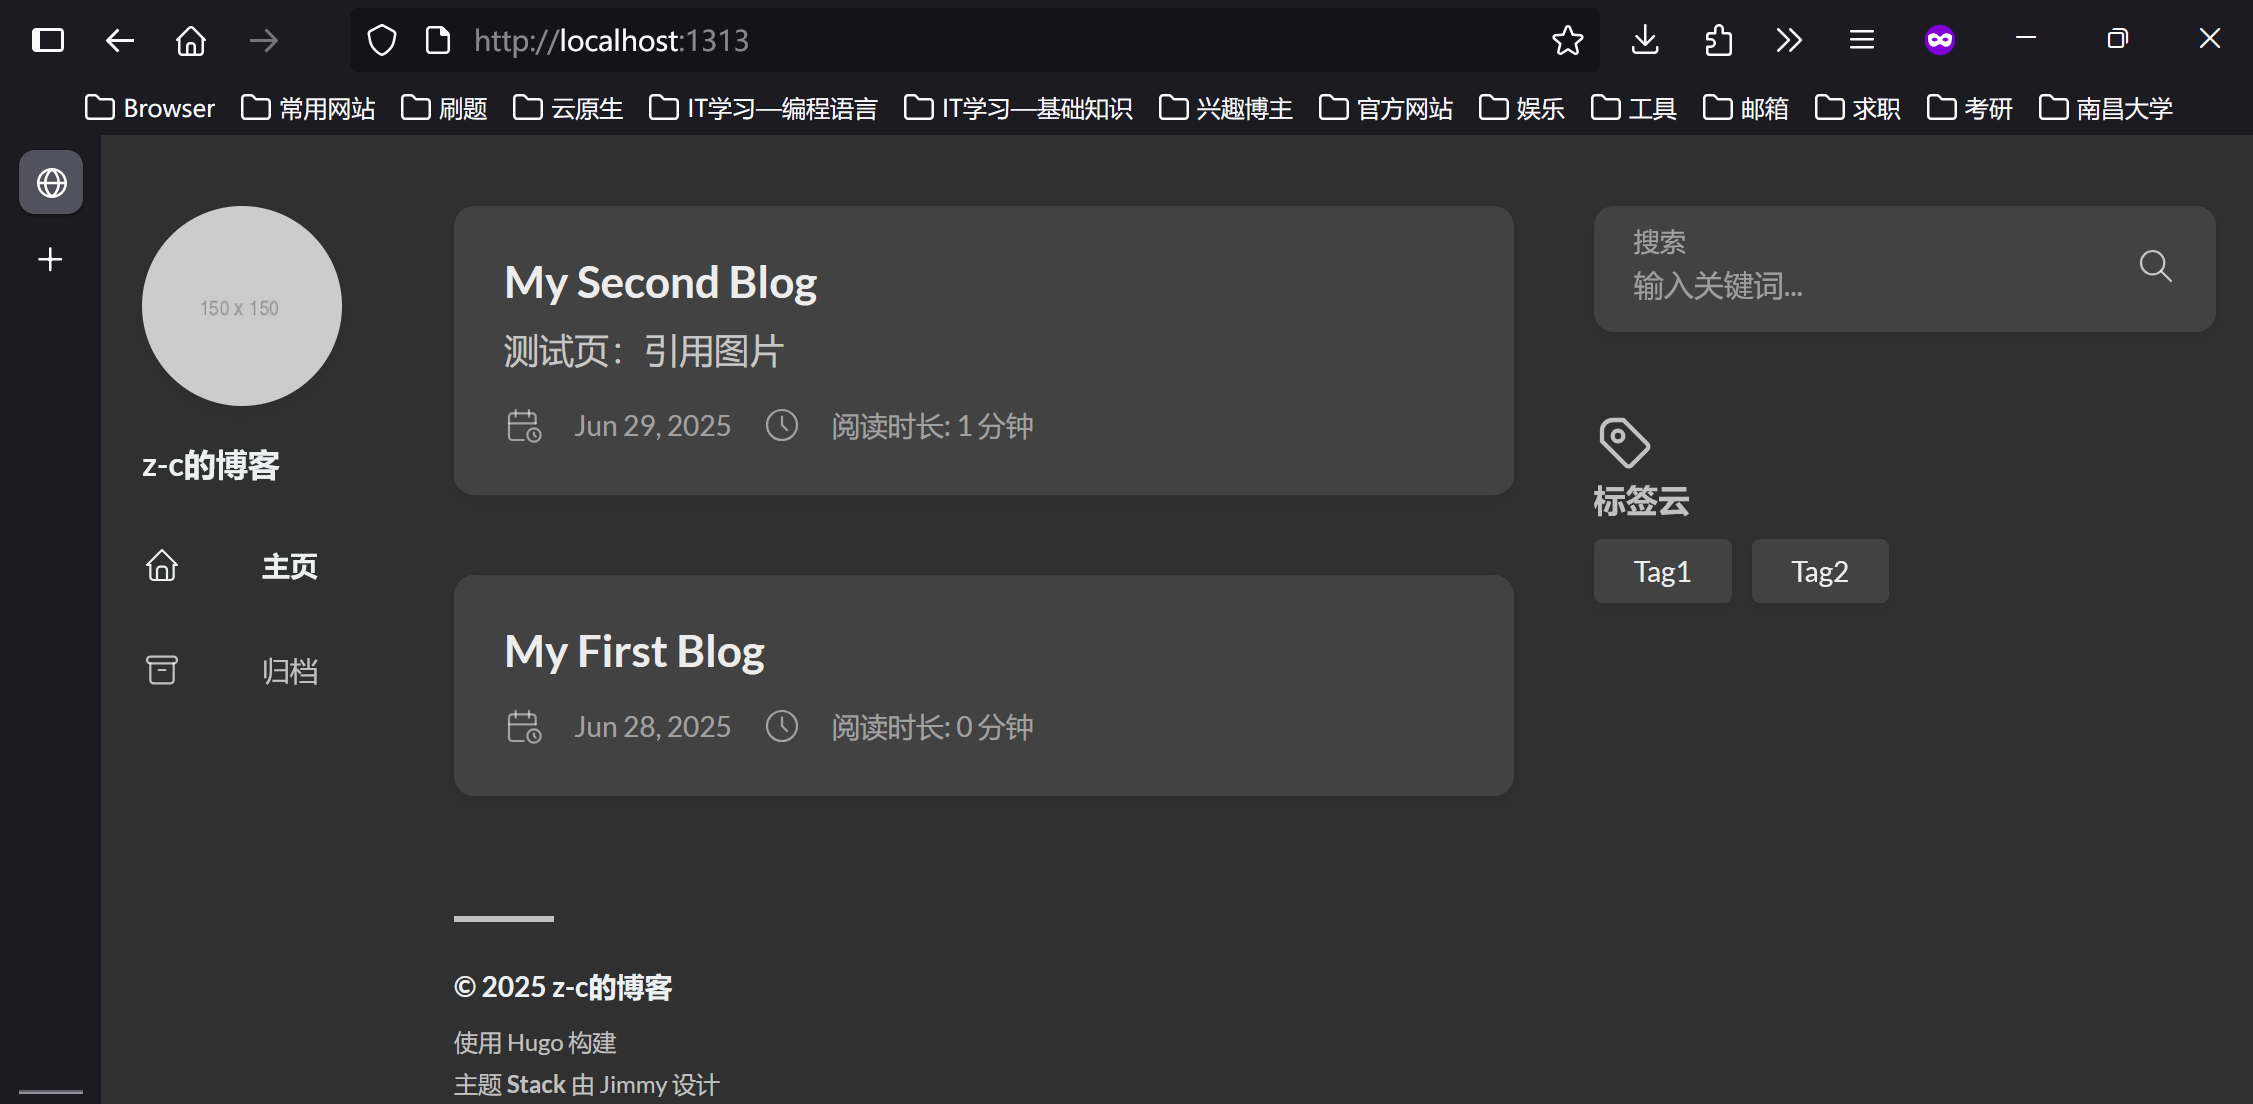 http://localhost:1313
Browser 常用网站 刷题 云原生 IT学习—编程语言 IT学习—基础知识 兴趣博主 官方网站 娱乐 工具 邮箱 求职 考研 南昌大学
150 x 150
z-c的博客
主页
归档
My Second Blog
测试页：引用图片
Jun 29, 2025 阅读时长: 1 分钟
My First Blog
Jun 28, 2025 阅读时长: 0 分钟
© 2025 z-c的博客
使用 Hugo 构建
主题 Stack 由 Jimmy 设计
搜索
输入关键词...
标签云
Tag1 Tag2